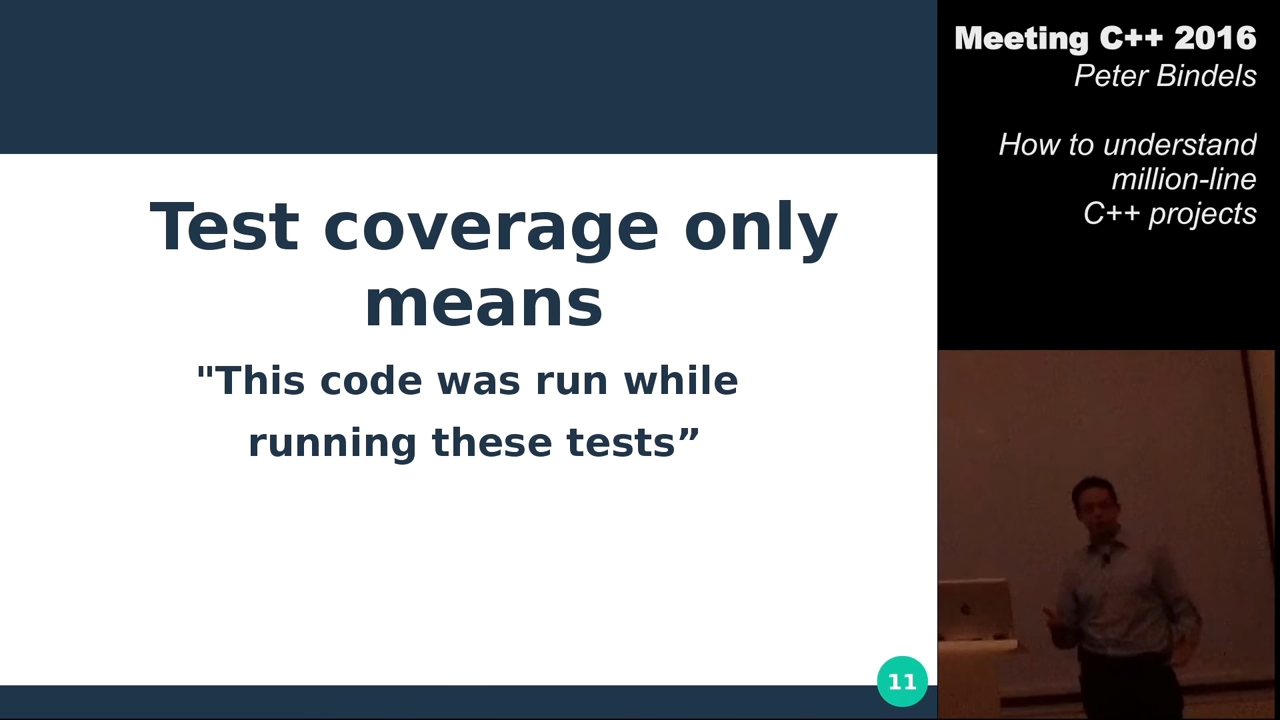 Test coverage only
means
"This code was run while
running these tests”
11
Meeting C++ 2016
Peter Bindels
How to understand
million-line
C++ projects